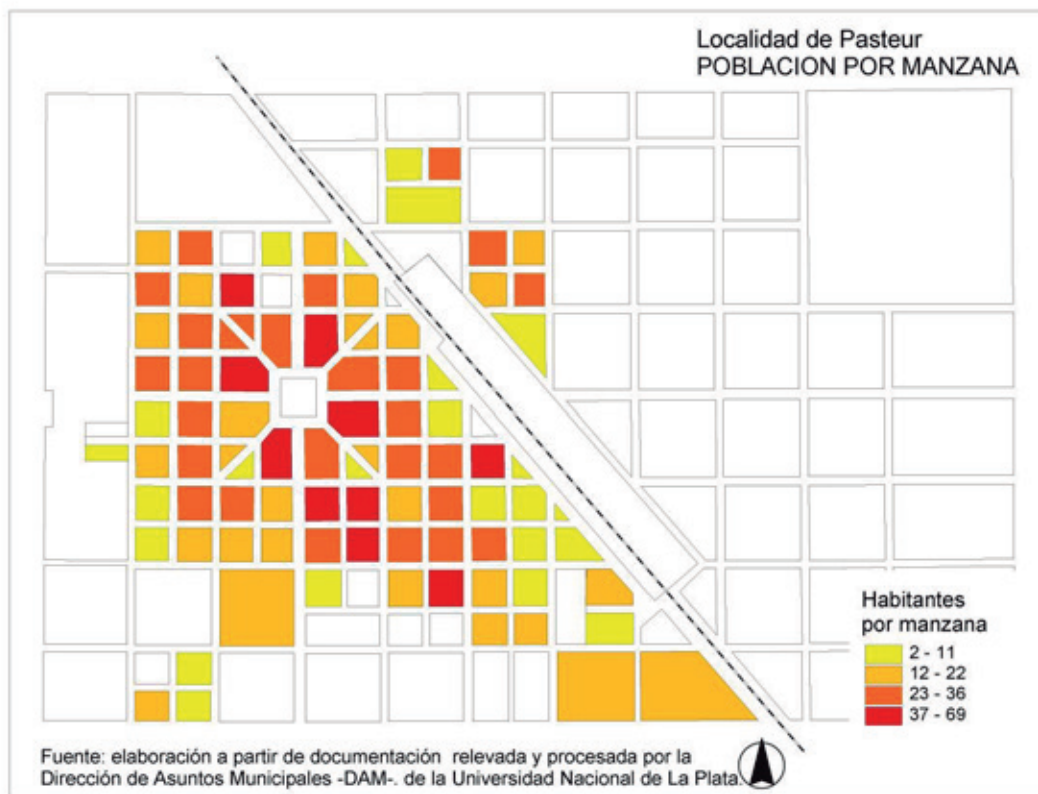 Localidad de Pasteur
POBLACION POR MANZANA
Habitantes
por manzana
2 - 11
12 - 22
23 - 36
37 - 69
Fuente: elaboración a partir de documentación relevada y procesada por la
Dirección de Asuntos Municipales -DAM-. de la Universidad Nacional de La Plata.